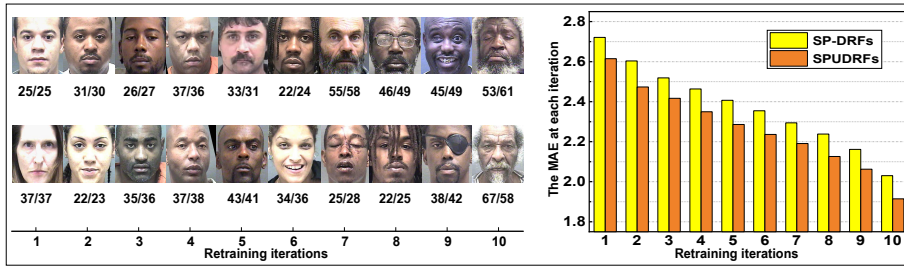 25/25 31/30 26/27 37/36 33/31 22/24 55/58 46/49 45/49 53/61
37/37 22/23 35/36 37/38 43/41 34/36 25/28 22/25 38/42 67/58
1 2 3 4 5 6 7 8 9 10
Retraining iterations
The MAE at each iteration
2.8
2.6
2.4
2.2
2.0
1.8
SP-DRFs
SPUDRFs
1 2 3 4 5 6 7 8 9 10
Retraining iterations